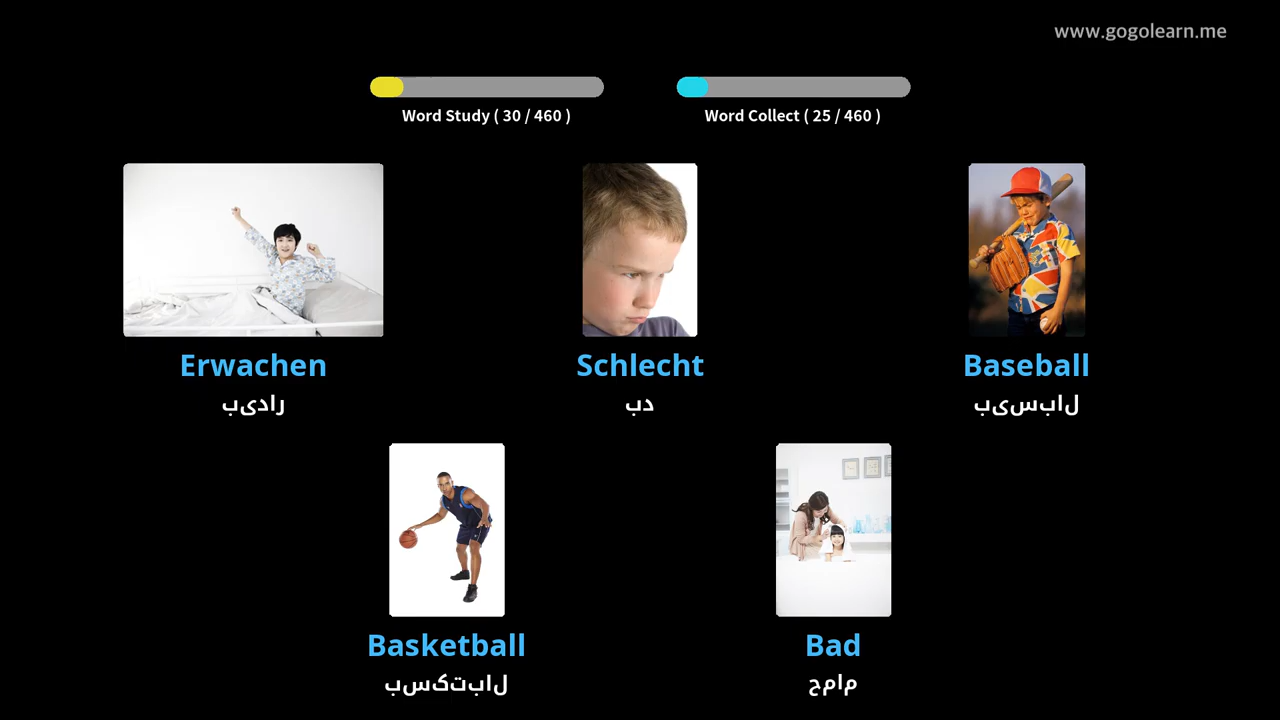 www.gogolearn.me
Word Study ( 30 / 460 )
Word Collect ( 25 / 460 )
Erwachen
رادیب
Schlecht
دب
Baseball
لابسیب
Basketball
لابتکسب
Bad
مامح